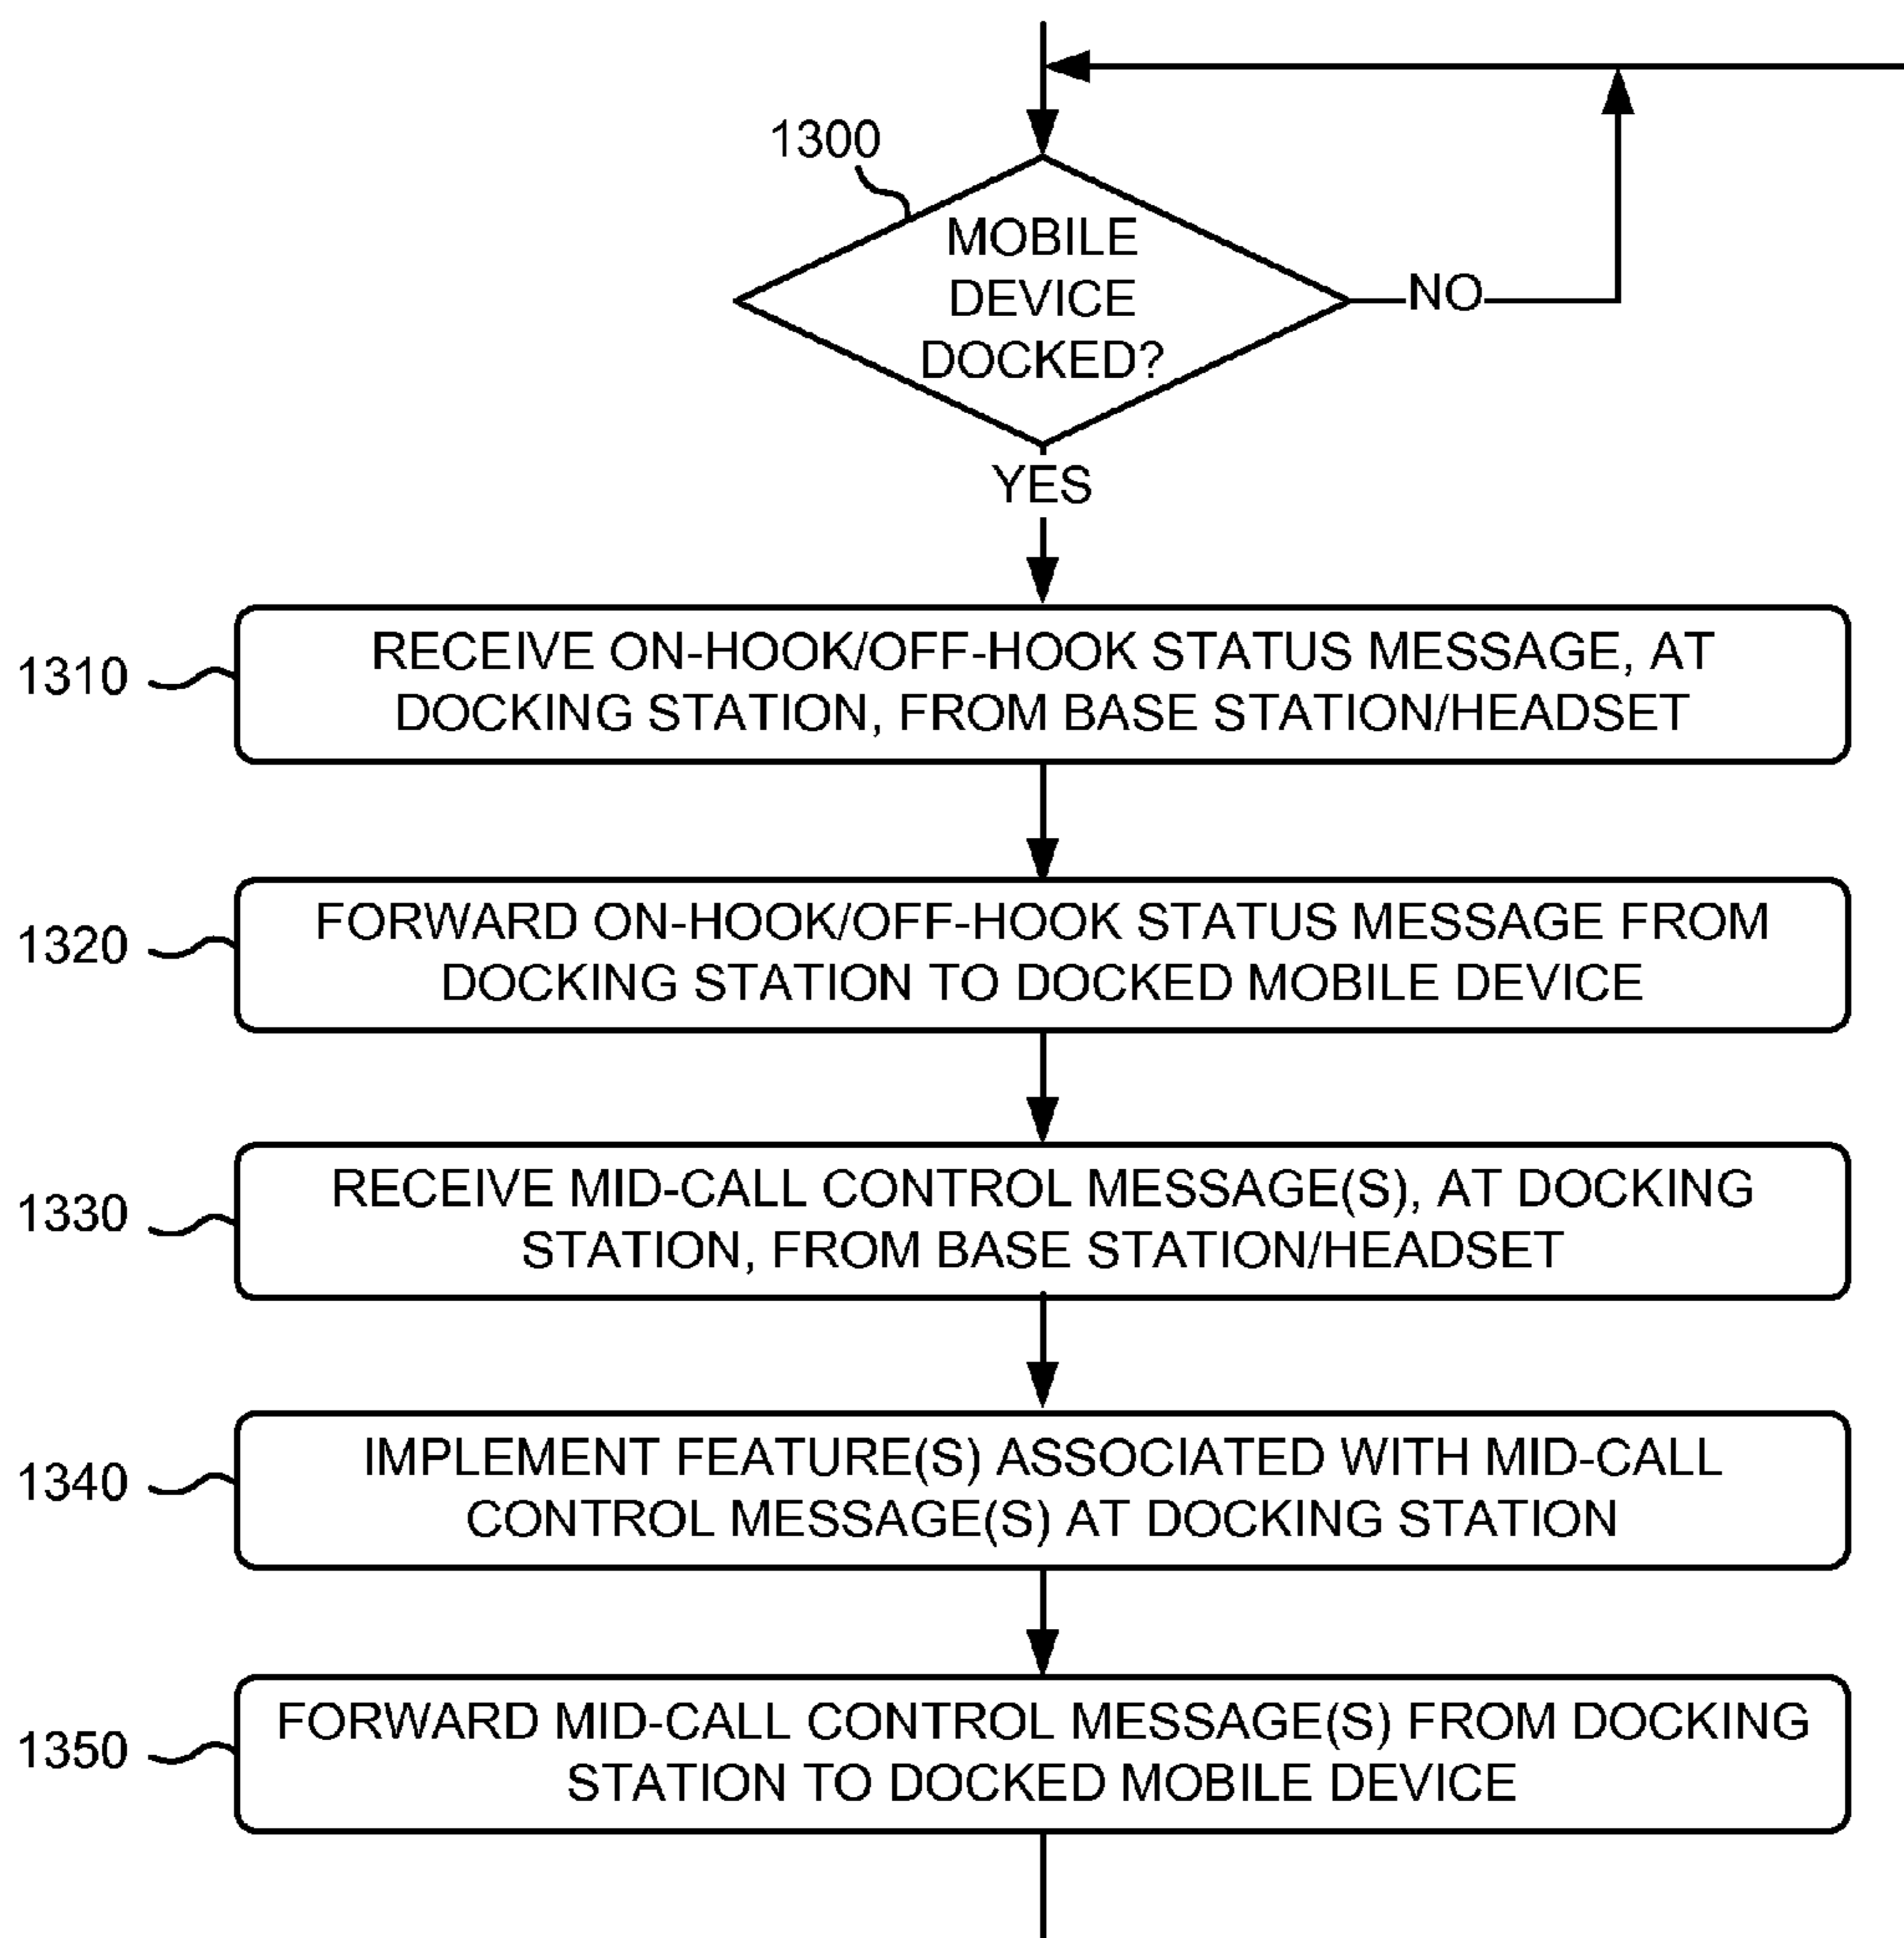 1300
MOBILE
DEVICE
DOCKED?
NO
YES
1310
RECEIVE ON-HOOK/OFF-HOOK STATUS MESSAGE, AT
DOCKING STATION, FROM BASE STATION/HEADSET
1320
FORWARD ON-HOOK/OFF-HOOK STATUS MESSAGE FROM
DOCKING STATION TO DOCKED MOBILE DEVICE
1330
RECEIVE MID-CALL CONTROL MESSAGE(S), AT DOCKING
STATION, FROM BASE STATION/HEADSET
1340
IMPLEMENT FEATURE(S) ASSOCIATED WITH MID-CALL
CONTROL MESSAGE(S) AT DOCKING STATION
1350
FORWARD MID-CALL CONTROL MESSAGE(S) FROM DOCKING
STATION TO DOCKED MOBILE DEVICE